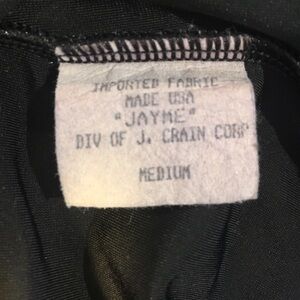 IMPORTED FABRIC
MADE USA
"JAYME"
DIV OF J. CRAIN CORP
MEDIUM